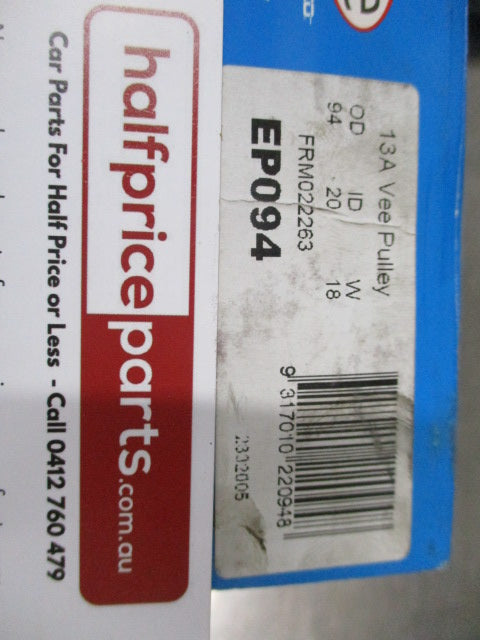 halfpriceparts.com.au
Car Parts For Half Price or Less - Call 0412 760 479
13A Vee Pulley
OD ID W
94 20 18
FRM022263
EP094
9 317010 220948
2332005